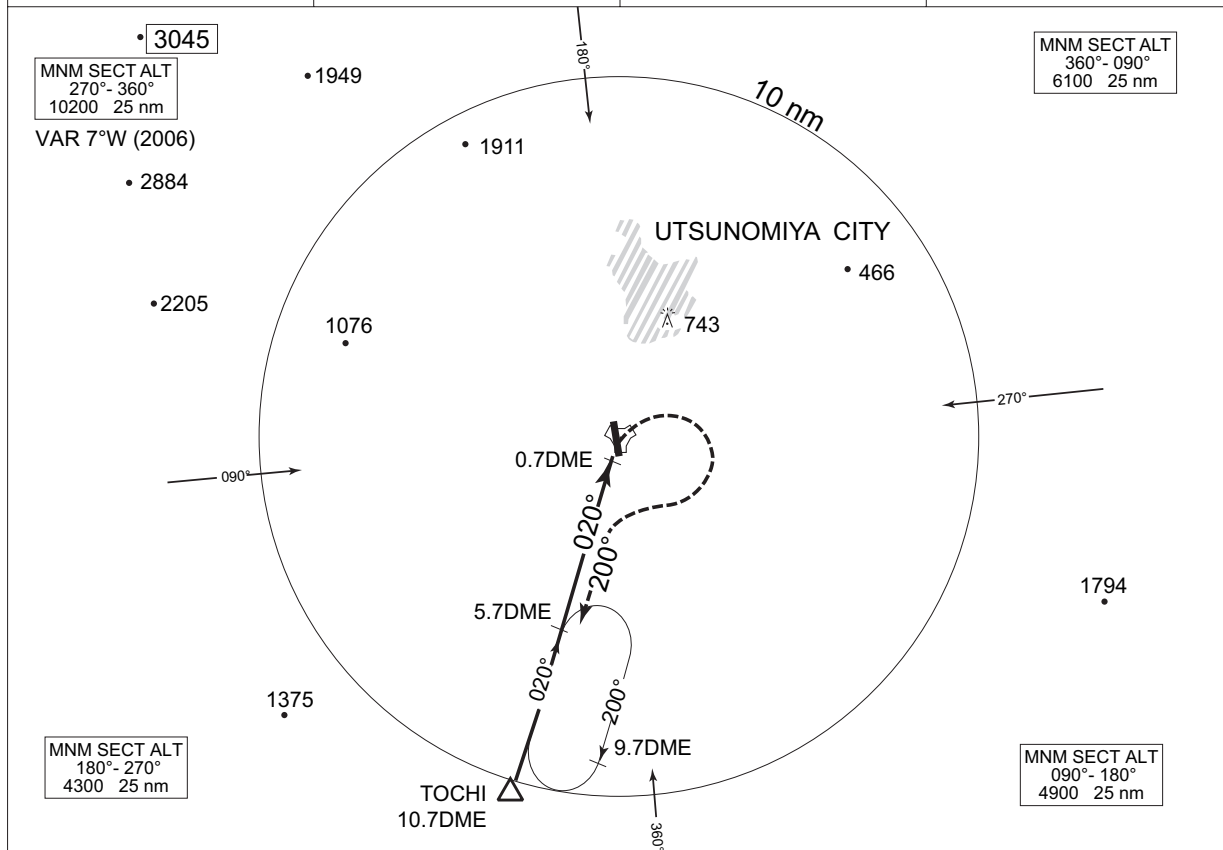 3045
MNM SECT ALT
270°- 360°
10200 25 nm
VAR 7°W (2006)
1949
180°
10 nm
MNM SECT ALT
360°- 090°
6100 25 nm
1911
2884
UTSUNOMIYA CITY
466
2205
743
1076
270°
0.7DME
090°
020°
200°
5.7DME
1794
020°
200°
1375
9.7DME
MNM SECT ALT
180°- 270°
4300 25 nm
TOCHI
10.7DME
360°
MNM SECT ALT
090°- 180°
4900 25 nm